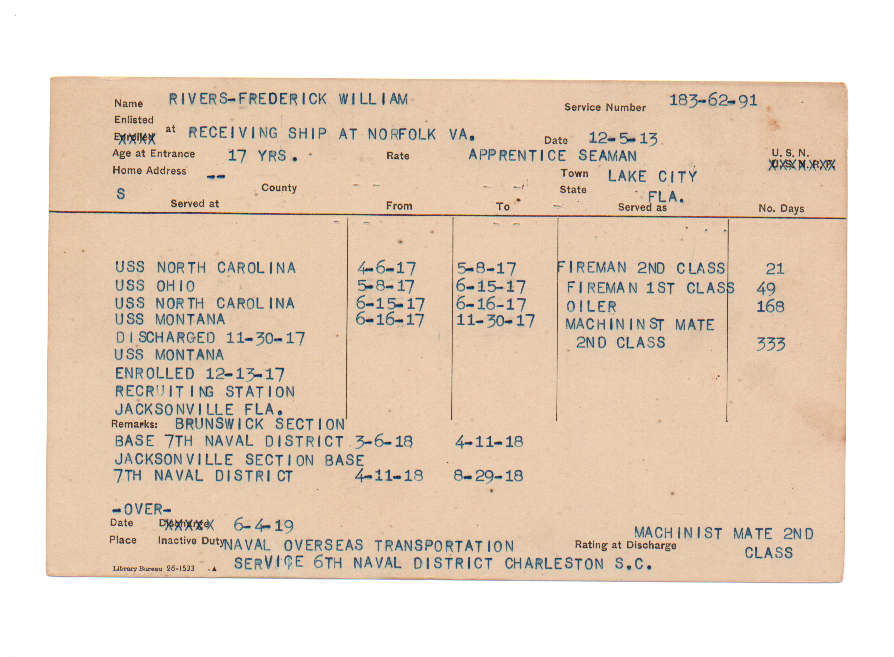 Name RIVERS-FREDERICK WILLIAM Service Number 183-62-91
Enlisted
Enrolled at RECEIVING SHIP AT NORFOLK VA. Date 12-5-13
Age at Entrance 17 YRS. Rate APPRENTICE SEAMAN U. S. N.
U. S. N. R. F.
Home Address -- Town LAKE CITY
S County State FLA.
Served at From To Served as No. Days
USS NORTH CAROLINA 4-6-17 5-8-17 FIREMAN 2ND CLASS 21
USS OHIO 5-8-17 6-15-17 FIREMAN 1ST CLASS 49
USS NORTH CAROLINA 6-15-17 6-16-17 OILER 168
USS MONTANA 6-16-17 11-30-17 MACHININST MATE
DISCHARGED 11-30-17 2ND CLASS 333
USS MONTANA
ENROLLED 12-13-17
RECRUITING STATION
JACKSONVILLE FLA.
Remarks: BRUNSWICK SECTION
BASE 7TH NAVAL DISTRICT 3-6-18 4-11-18
JACKSONVILLE SECTION BASE
7TH NAVAL DISTRICT 4-11-18 8-29-18
-OVER-
Date Discharge 6-4-19 MACHINIST MATE 2ND
Place Inactive Duty NAVAL OVERSEAS TRANSPORTATION Rating at Discharge CLASS
SERVICE 6TH NAVAL DISTRICT CHARLESTON S.C.
Library Bureau 26-1533 A